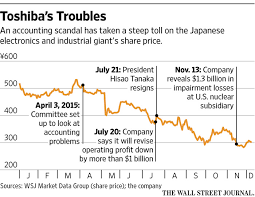 Toshiba's Troubles
An accounting scandal has taken a steep toll on the Japanese
electronics and industrial giant's share price.
¥600
500
400
300
200
April 3, 2015:
Committee set
up to look at
accounting
problems
July 21: President
Hisao Tanaka
resigns
July 20: Company
says it will revise
operating profit down
by more than $1 billion
Nov. 13: Company
reveals $1.3 billion in
impairment losses
at U.S. nuclear
subsidiary
April M J J A S O N D
Sources: WSJ Market Data Group (share price); the company
THE WALL STREET JOURNAL.